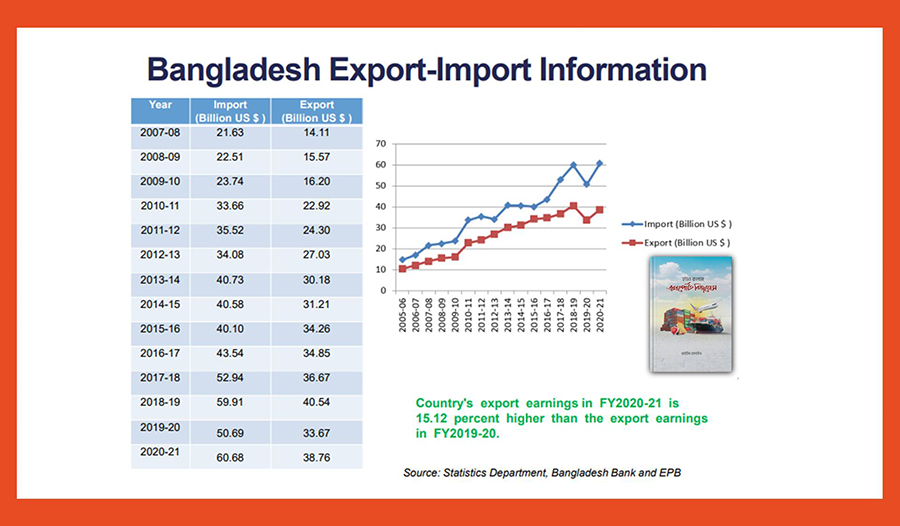 Bangladesh Export-Import Information
Year Import (Billion US $ ) Export (Billion US $ )
2007-08 21.63 14.11
2008-09 22.51 15.57
2009-10 23.74 16.20
2010-11 33.66 22.92
2011-12 35.52 24.30
2012-13 34.08 27.03
2013-14 40.73 30.18
2014-15 40.58 31.21
2015-16 40.10 34.26
2016-17 43.54 34.85
2017-18 52.94 36.67
2018-19 59.91 40.54
2019-20 50.69 33.67
2020-21 60.68 38.76
70
60
50
40
30
20
10
0
2005-06
2006-07
2007-08
2008-09
2009-10
2010-11
2011-12
2012-13
2013-14
2014-15
2015-16
2016-17
2017-18
2018-19
2019-20
2020-21
Import (Billion US $ )
Export (Billion US $ )
Country's export earnings in FY2020-21 is
15.12 percent higher than the export earnings
in FY2019-20.
Source: Statistics Department, Bangladesh Bank and EPB